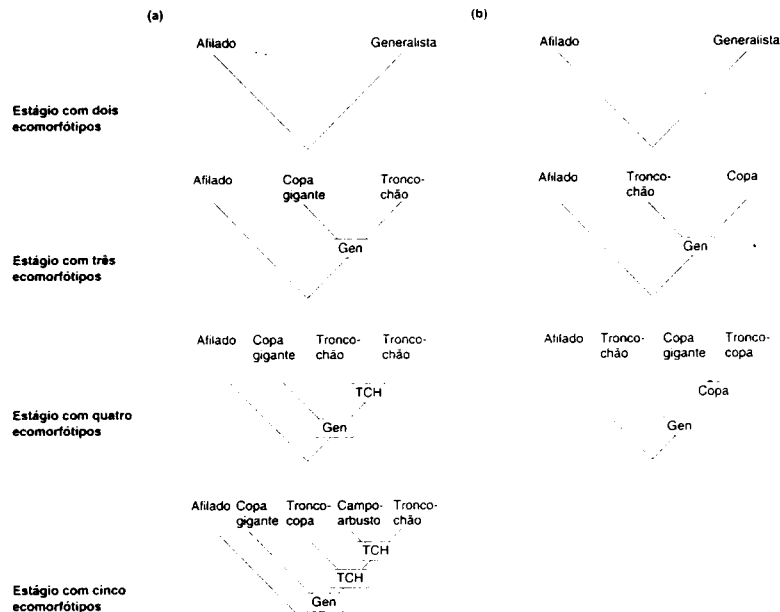 (a)
(b)
Afilado
Generalista
Afilado
Generalista
Estágio com dois
ecomorfótipos
Afilado
Copa
gigante
Tronco-
chão
Afilado
Tronco-
chão
Copa
Gen
Gen
Estágio com três
ecomorfótipos
Afilado
Copa
gigante
Tronco-
chão
Tronco-
chão
Afilado
Tronco-
chão
Copa
gigante
Tronco-
copa
TCH
Copa
Estágio com quatro
ecomorfótipos
Gen
Gen
Afilado
Copa
gigante
Tronco-
copa
Campo-
arbusto
Tronco-
chão
TCH
TCH
Estágio com cinco
ecomorfótipos
Gen